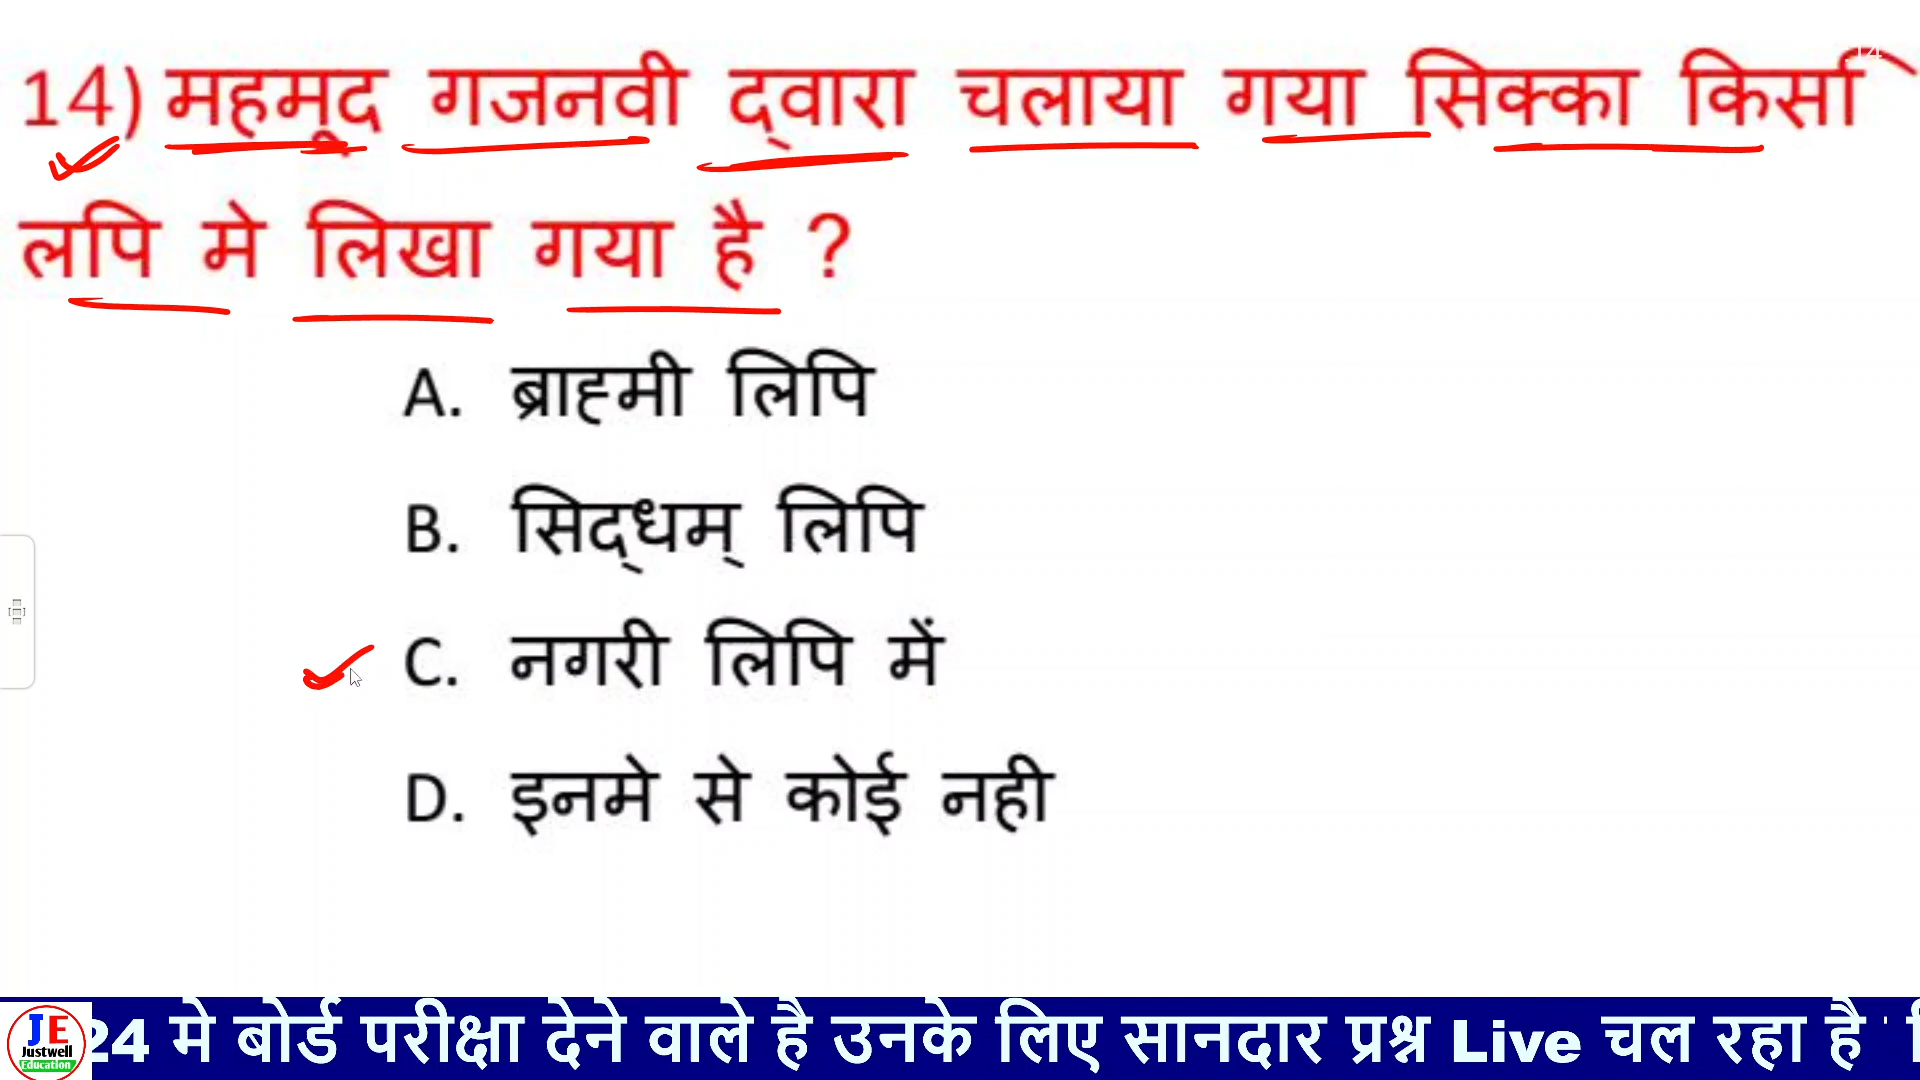 14) महमूद गजनवी द्वारा चलाया गया सिक्का किस
लपि मे लिखा गया है ?
A. ब्राह्मी लिपि
B. सिद्धम् लिपि
C. नगरी लिपि में
D. इनमे से कोई नही
JE
Justwell
Education
24 मे बोर्ड परीक्षा देने वाले है उनके लिए सानदार प्रश्न Live चल रहा है